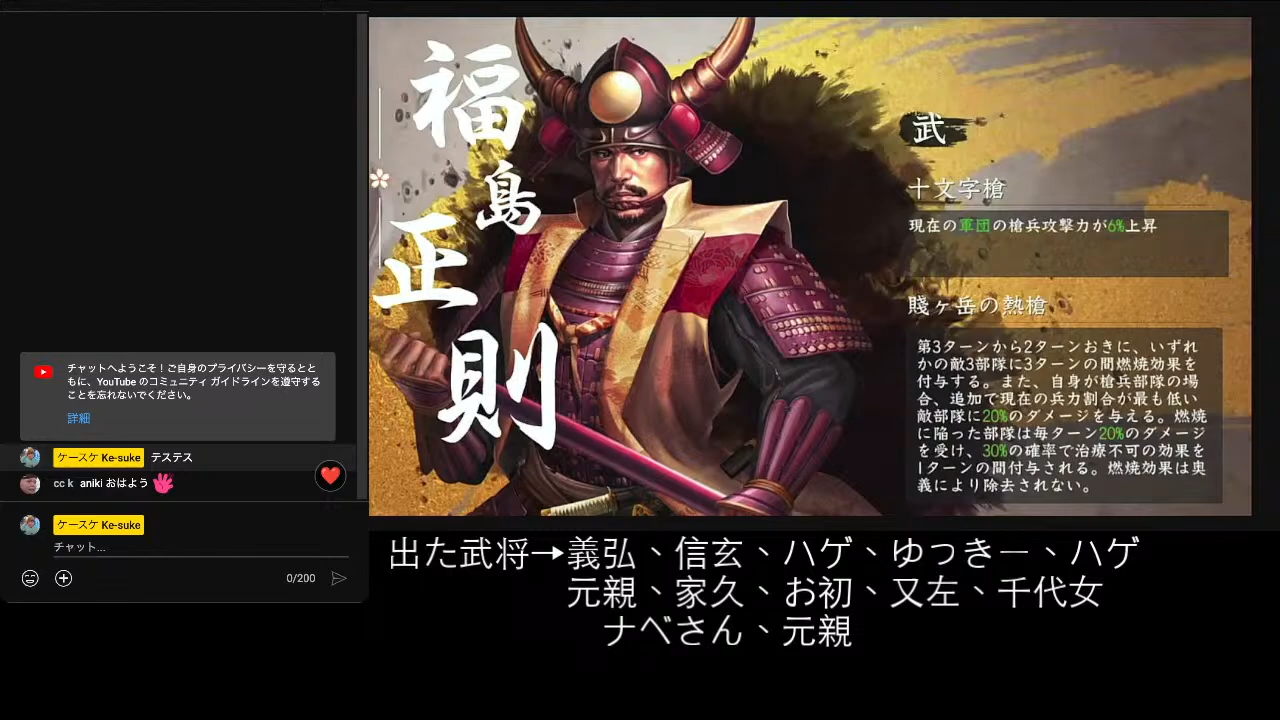 チャットへようこそ！ご自身のプライバシーを守るとと
もに、YouTube のコミュニティ ガイドラインを遵守する
ことを忘れないでください。
詳細
ケースケ Ke-suke テステス
cc k aniki おはよう
ケースケ Ke-suke
チャット...
0/200
福島正則
武
十文字槍
現在の軍団の槍兵攻撃力が6%上昇
賤ヶ岳の熱槍
第3ターンから2ターンおきに、いずれ
かの敵3部隊に3ターンの間燃焼効果を
付与する。また、自身が槍兵部隊の場
合、追加で現在の兵力割合が最も低い
敵部隊に20%のダメージを与える。燃焼
に陥った部隊は毎ターン20%のダメージ
を受け、30%の確率で治療不可の効果を
1ターンの間付与される。燃焼効果は奥
義により除去されない。
出た武将→義弘、信玄、ハゲ、ゆっきー、ハゲ
元親、家久、お初、又左、千代女
ナベさん、元親